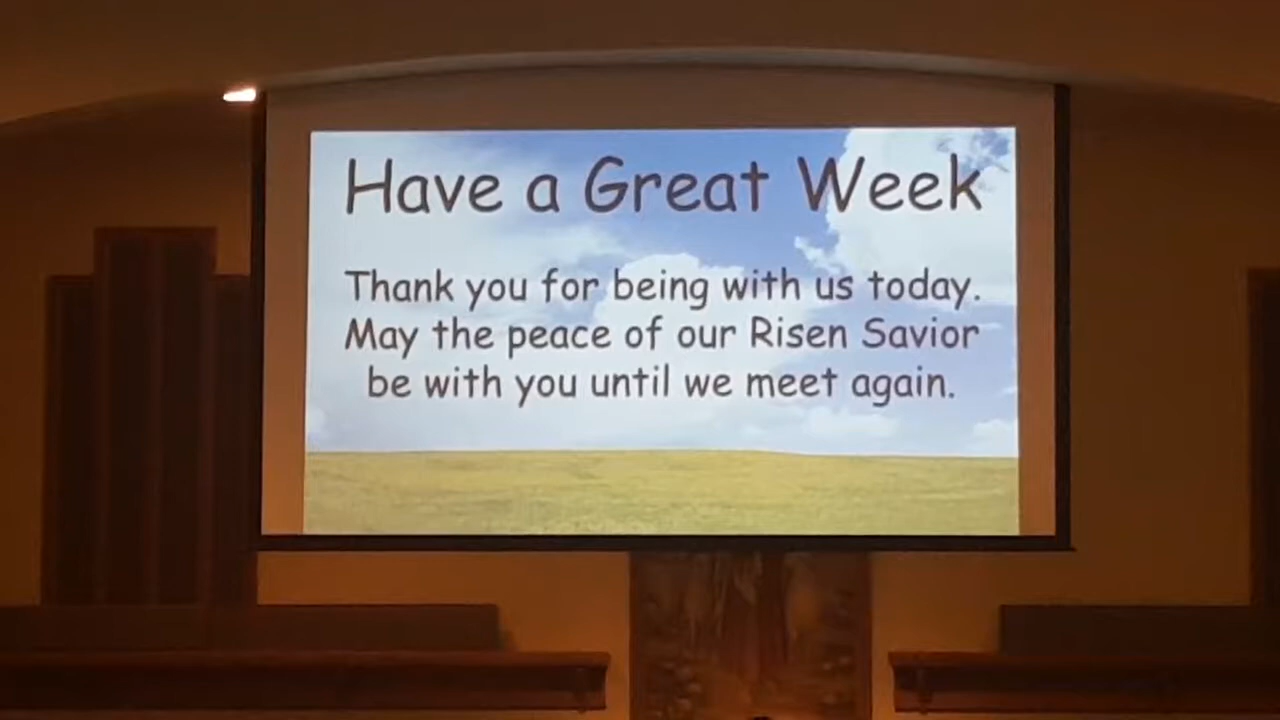 Have a Great Week
Thank you for being with us today.
May the peace of our Risen Savior
be with you until we meet again.